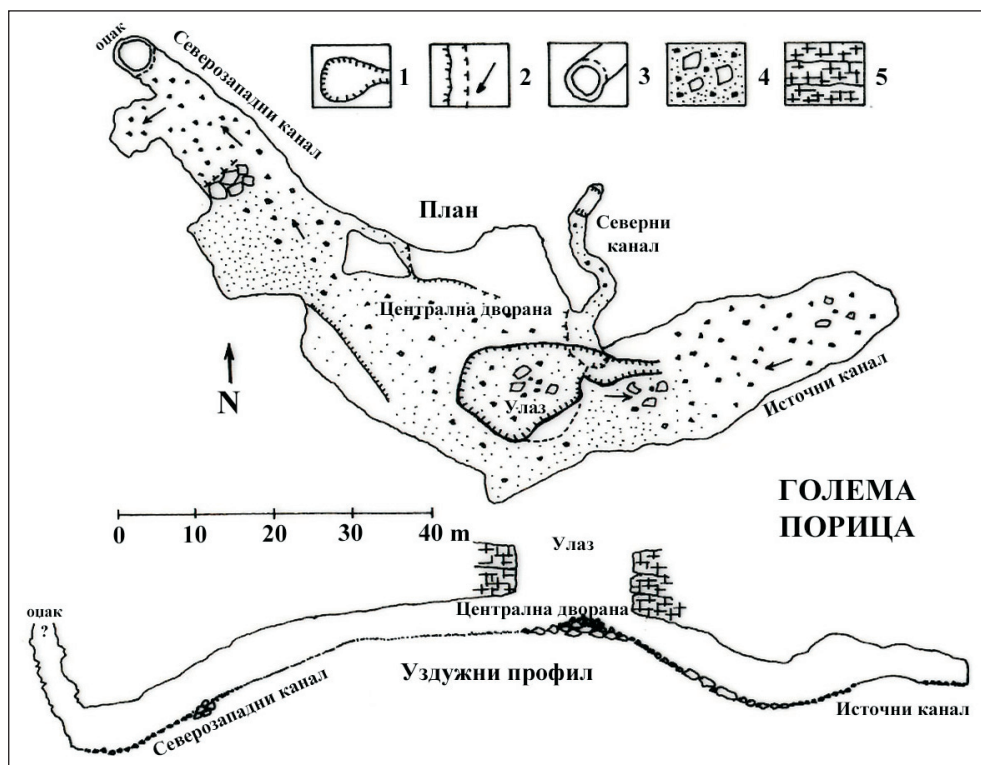 оџак
Северозападни канал
1
2
3
4
5
План
Северни
канал
Централна дворана
Улаз
Источни канал
N
ГОЛЕМА
ПОРИЦА
0 10 20 30 40 m
Улаз
Централна дворана
оџак
?
Уздужни профил
Северозападни канал
Источни канал